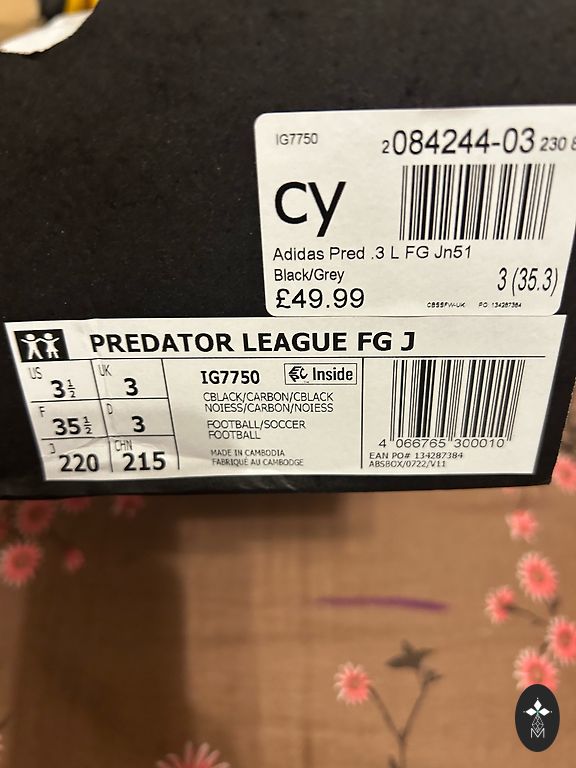 IG7750
2084244-03 230 8
cy
Adidas Pred .3 L FG Jn51
Black/Grey
3 (35.3)
£49.99
CBSSFW-UK PO 134287384
PREDATOR LEAGUE FG J
US 3½ UK 3
F 35½ D 3
J 220 CHN 215
IG7750
Inside
CBLACK/CARBON/CBLACK
NOIESS/CARBON/NOIESS
FOOTBALL/SOCCER
FOOTBALL
MADE IN CAMBODIA
FABRIQUÉ AU CAMBODGE
4 066765 300010
EAN PO# 134287384
ABSBOX/0722/V11
M